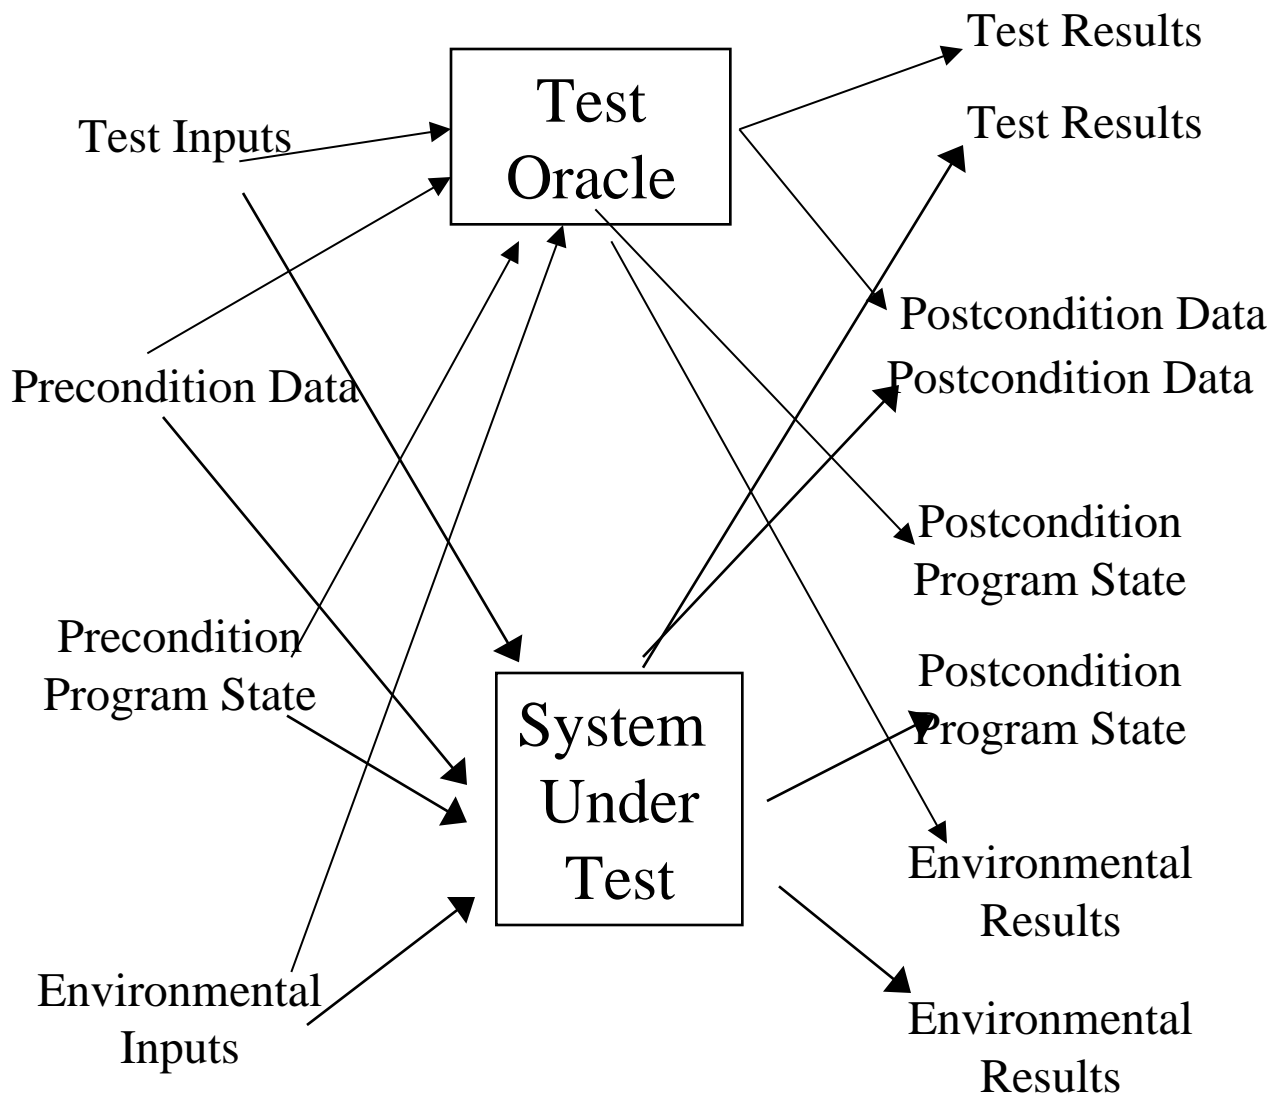 Test Results
Test
Oracle
Test Inputs
Test Results
Postcondition Data
Precondition Data
Postcondition Data
Postcondition
Program State
Precondition
Program State
Postcondition
Program State
System
Under
Test
Environmental
Results
Environmental
Inputs
Environmental
Results